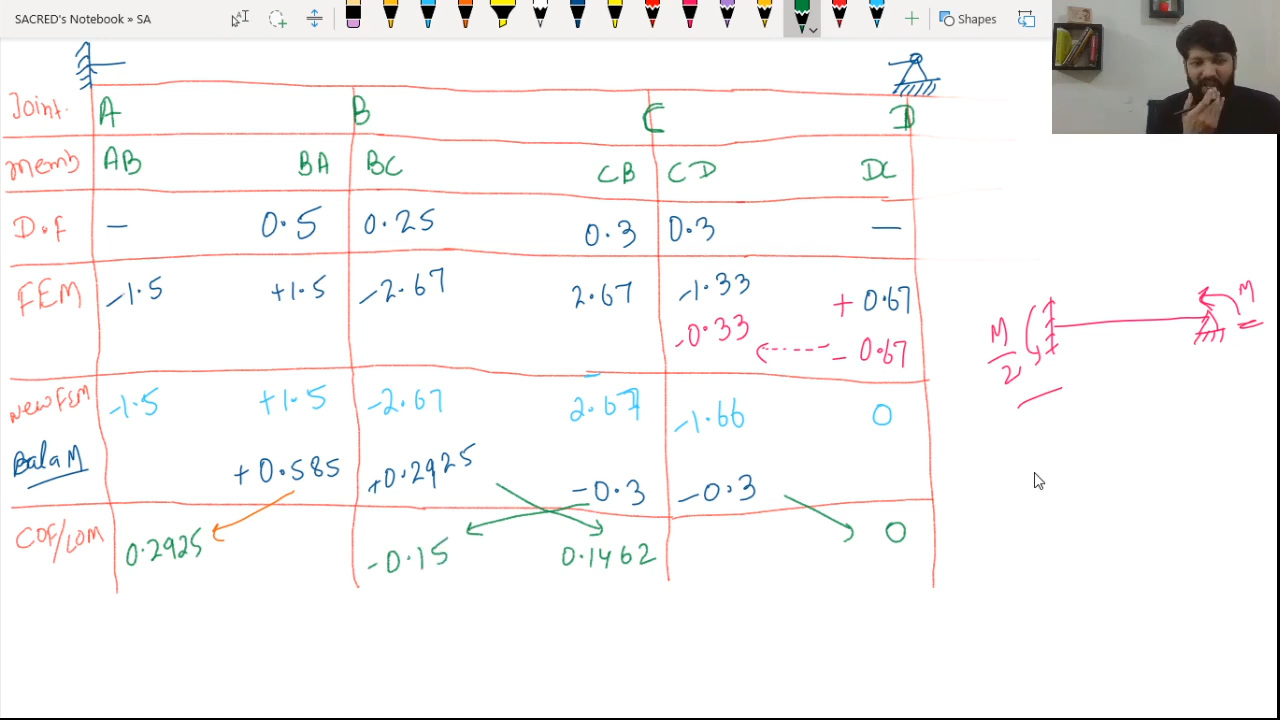 SACRED's Notebook » SA
Shapes
Joint. A B C D
Memb AB BA BC CB CD DC
D.f — 0.5 0.25 0.3 0.3 —
FEM -1.5 +1.5 -2.67 2.67 -1.33 + 0.67
-0.33 - 0.67
New FEM -1.5 +1.5 -2.67 2.67 -1.66 0
Bala M +0.585 +0.2925 -0.3 -0.3
COF/COM 0.2925 -0.15 0.1462 0
M
M/2